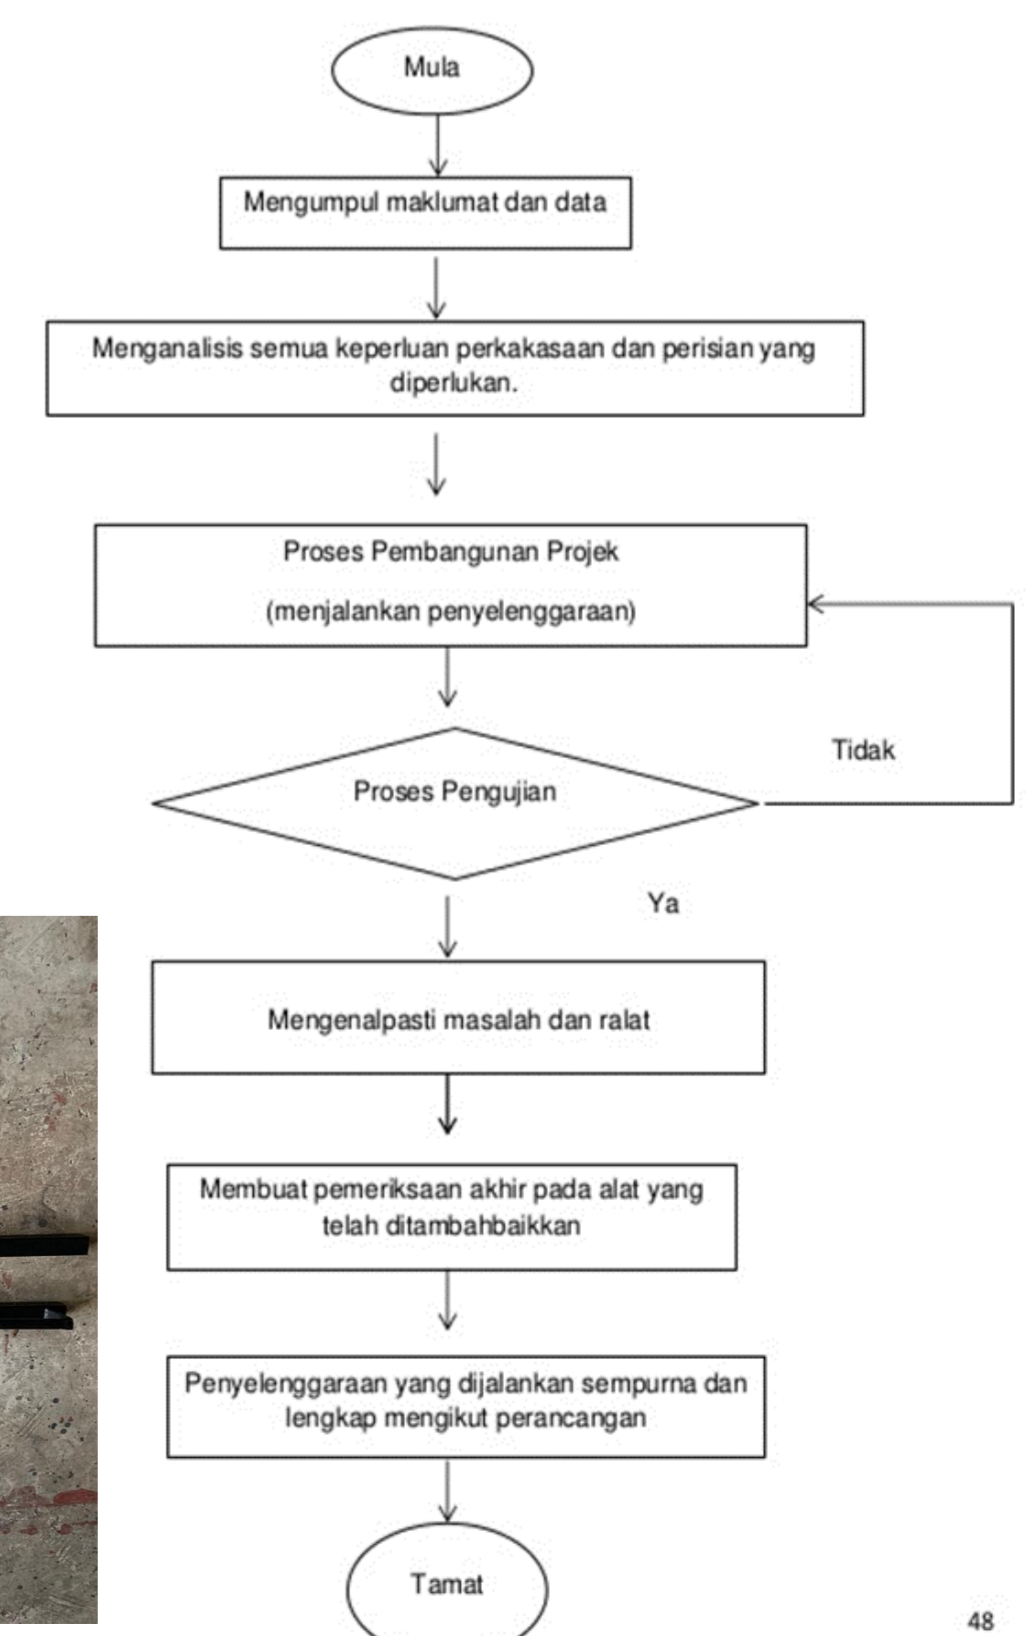 Mula
Mengumpul maklumat dan data
Menganalisis semua keperluan perkakasaan dan perisian yang
diperlukan.
Proses Pembangunan Projek
(menjalankan penyelenggaraan)
Tidak
Proses Pengujian
Ya
Mengenalpasti masalah dan ralat
Membuat pemeriksaan akhir pada alat yang
telah ditambahbaikkan
Penyelenggaraan yang dijalankan sempurna dan
lengkap mengikut perancangan
Tamat
48